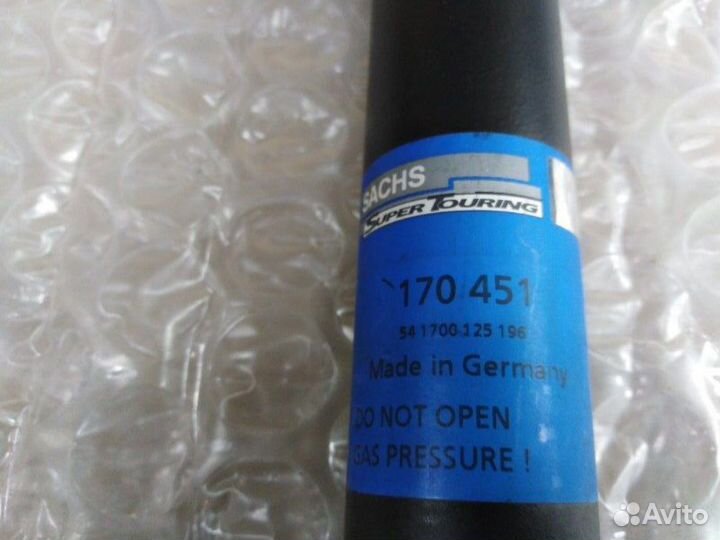 SACHS
SUPER TOURING
170 451
54 1700 125 196
Made in Germany
DO NOT OPEN
GAS PRESSURE !
Avito